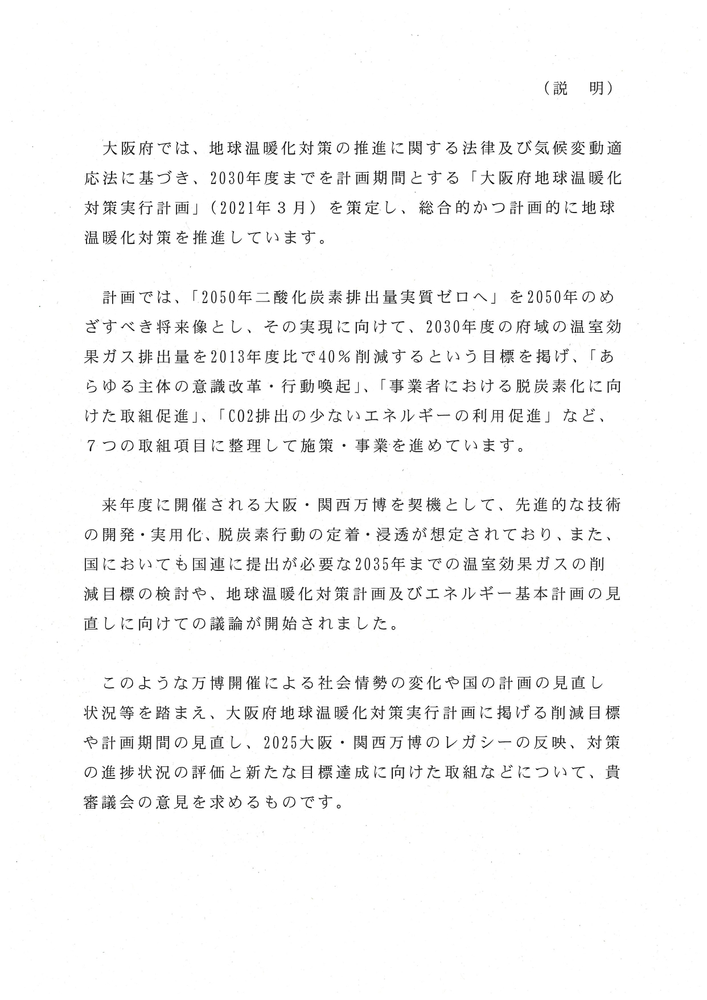 （説　明）
大阪府では、地球温暖化対策の推進に関する法律及び気候変動適
応法に基づき、2030年度までを計画期間とする「大阪府地球温暖化
対策実行計画」（2021年３月）を策定し、総合的かつ計画的に地球
温暖化対策を推進しています。
計画では、「2050年二酸化炭素排出量実質ゼロへ」を2050年のめ
ざすべき将来像とし、その実現に向けて、2030年度の府域の温室効
果ガス排出量を2013年度比で40％削減するという目標を掲げ、「あ
らゆる主体の意識改革・行動喚起」、「事業者における脱炭素化に向
けた取組促進」、「CO2排出の少ないエネルギーの利用促進」など、
７つの取組項目に整理して施策・事業を進めています。
来年度に開催される大阪・関西万博を契機として、先進的な技術
の開発・実用化、脱炭素行動の定着・浸透が想定されており、また、
国においても国連に提出が必要な2035年までの温室効果ガスの削
減目標の検討や、地球温暖化対策計画及びエネルギー基本計画の見
直しに向けての議論が開始されました。
このような万博開催による社会情勢の変化や国の計画の見直し
状況等を踏まえ、大阪府地球温暖化対策実行計画に掲げる削減目標
や計画期間の見直し、2025大阪・関西万博のレガシーの反映、対策
の進捗状況の評価と新たな目標達成に向けた取組などについて、貴
審議会の意見を求めるものです。